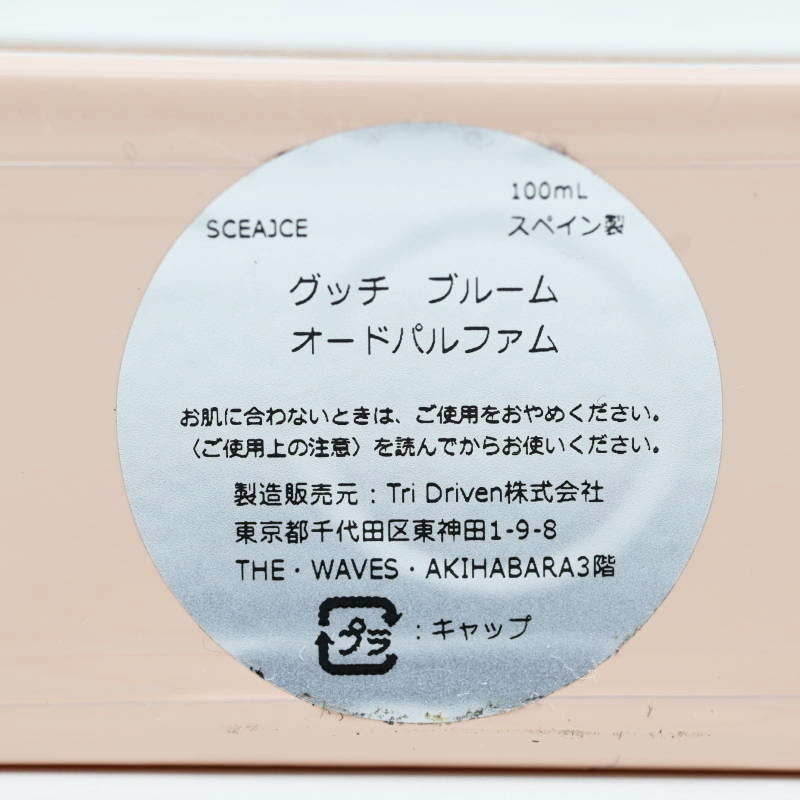 100mL
SCEAJCE
スペイン製
グッチ ブルーム
オードパルファム
お肌に合わないときは、ご使用をおやめください。
〈ご使用上の注意〉を読んでからお使いください。
製造販売元：Tri Driven株式会社
東京都千代田区東神田1-9-8
THE・WAVES・AKIHABARA3階
プラ ：キャップ